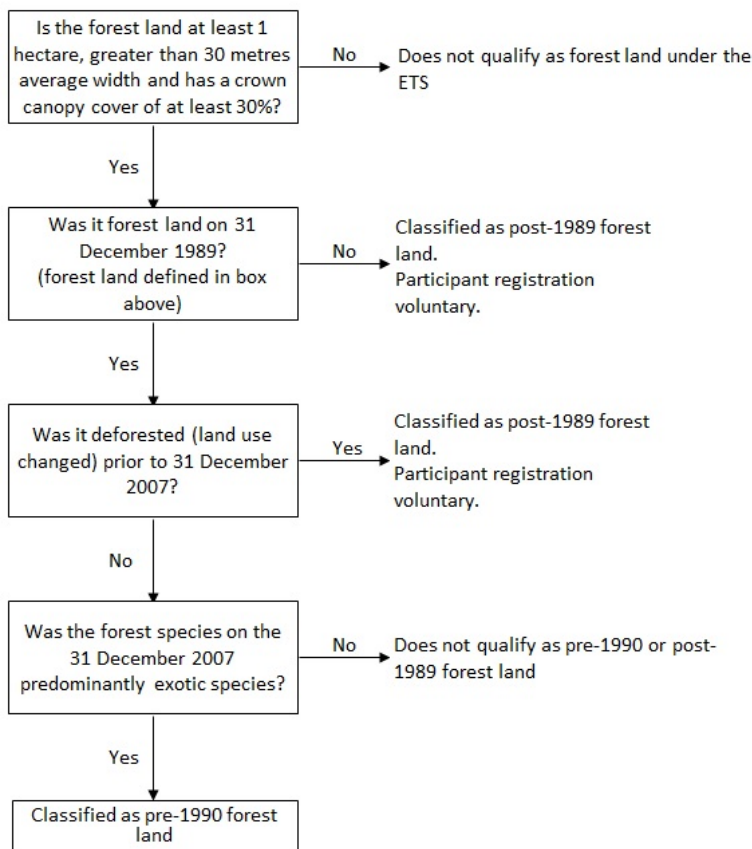 Is the forest land at least 1
hectare, greater than 30 metres
average width and has a crown
canopy cover of at least 30%?
No
Does not qualify as forest land under the
ETS
Yes
Was it forest land on 31
December 1989?
(forest land defined in box
above)
No
Classified as post-1989 forest
land.
Participant registration
voluntary.
Yes
Was it deforested (land use
changed) prior to 31 December
2007?
Yes
Classified as post-1989 forest
land.
Participant registration
voluntary.
No
Was the forest species on the
31 December 2007
predominantly exotic species?
No
Does not qualify as pre-1990 or post-
1989 forest land
Yes
Classified as pre-1990 forest
land